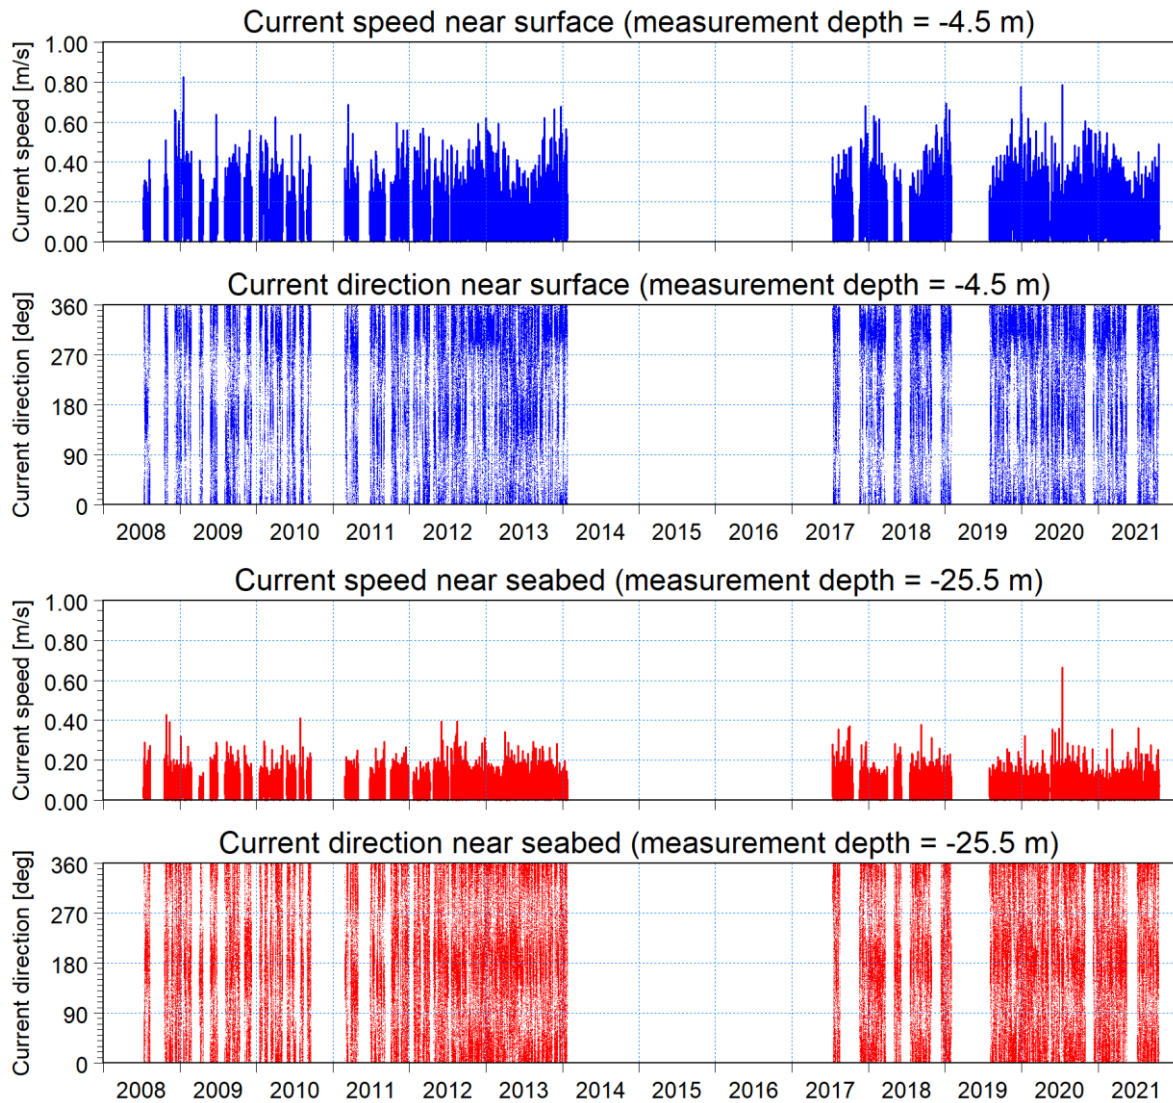 Current speed near surface (measurement depth = -4.5 m)
Current speed [m/s]
1.00
0.80
0.60
0.40
0.20
0.00
Current direction near surface (measurement depth = -4.5 m)
Current direction [deg]
360
270
180
90
0
2008 2009 2010 2011 2012 2013 2014 2015 2016 2017 2018 2019 2020 2021
Current speed near seabed (measurement depth = -25.5 m)
Current speed [m/s]
1.00
0.80
0.60
0.40
0.20
0.00
Current direction near seabed (measurement depth = -25.5 m)
Current direction [deg]
360
270
180
90
0
2008 2009 2010 2011 2012 2013 2014 2015 2016 2017 2018 2019 2020 2021